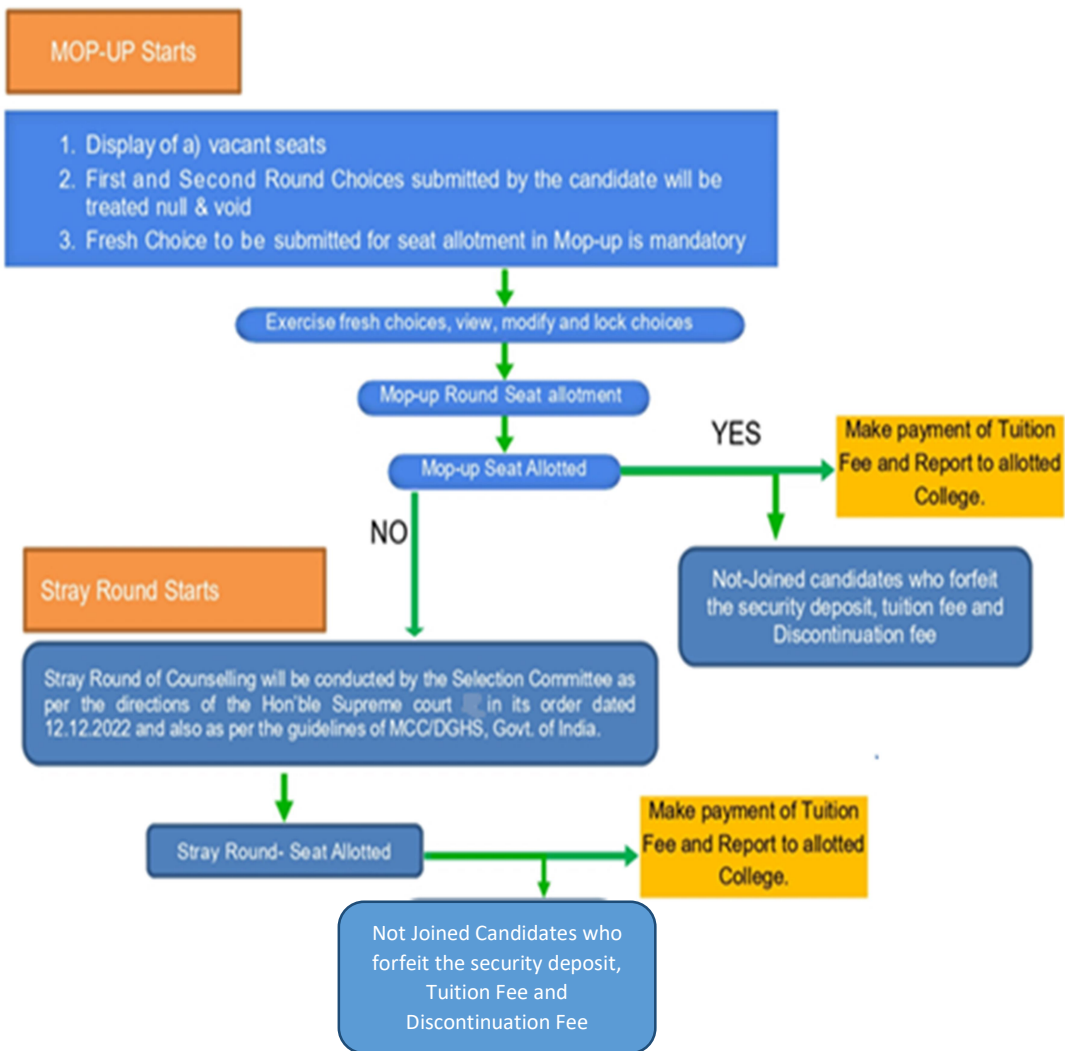 MOP-UP Starts
1. Display of a) vacant seats
2. First and Second Round Choices submitted by the candidate will be
treated null & void
3. Fresh Choice to be submitted for seat allotment in Mop-up is mandatory
Exercise fresh choices, view, modify and lock choices
Mop-up Round Seat allotment
Mop-up Seat Allotted
YES
Make payment of Tuition
Fee and Report to allotted
College.
NO
Not-Joined candidates who forfeit
the security deposit, tuition fee and
Discontinuation fee
Stray Round Starts
Stray Round of Counselling will be conducted by the Selection Committee as
per the directions of the Hon'ble Supreme court in its order dated
12.12.2022 and also as per the guidelines of MCC/DGHS, Govt. of India.
Stray Round- Seat Allotted
Make payment of Tuition
Fee and Report to allotted
College.
Not Joined Candidates who
forfeit the security deposit,
Tuition Fee and
Discontinuation Fee